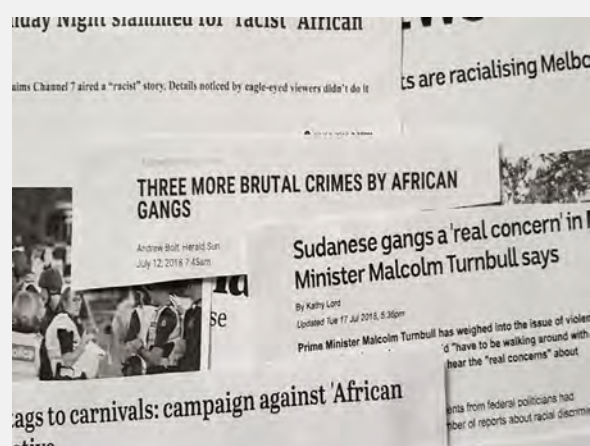 Night slammed for "racist" African
aims Channel 7 aired a "racist" story. Details noticed by eagle-eyed viewers didn't do it
ts are racialising Melbo
THREE MORE BRUTAL CRIMES BY AFRICAN
GANGS
Andrew Bolt, Herald Sun
July 12, 2018 7:45am
Sudanese gangs a 'real concern' in
Minister Malcolm Turnbull says
By Kathy Lord
Updated Tue 17 Jul 2018, 5:36pm
Prime Minister Malcolm Turnbull has weighed into the issue of violen
d "have to be walking around with
hear the "real concerns" about
se
ents from federal politicians had
ber of reports about racial discrimi
ags to carnivals: campaign against 'African